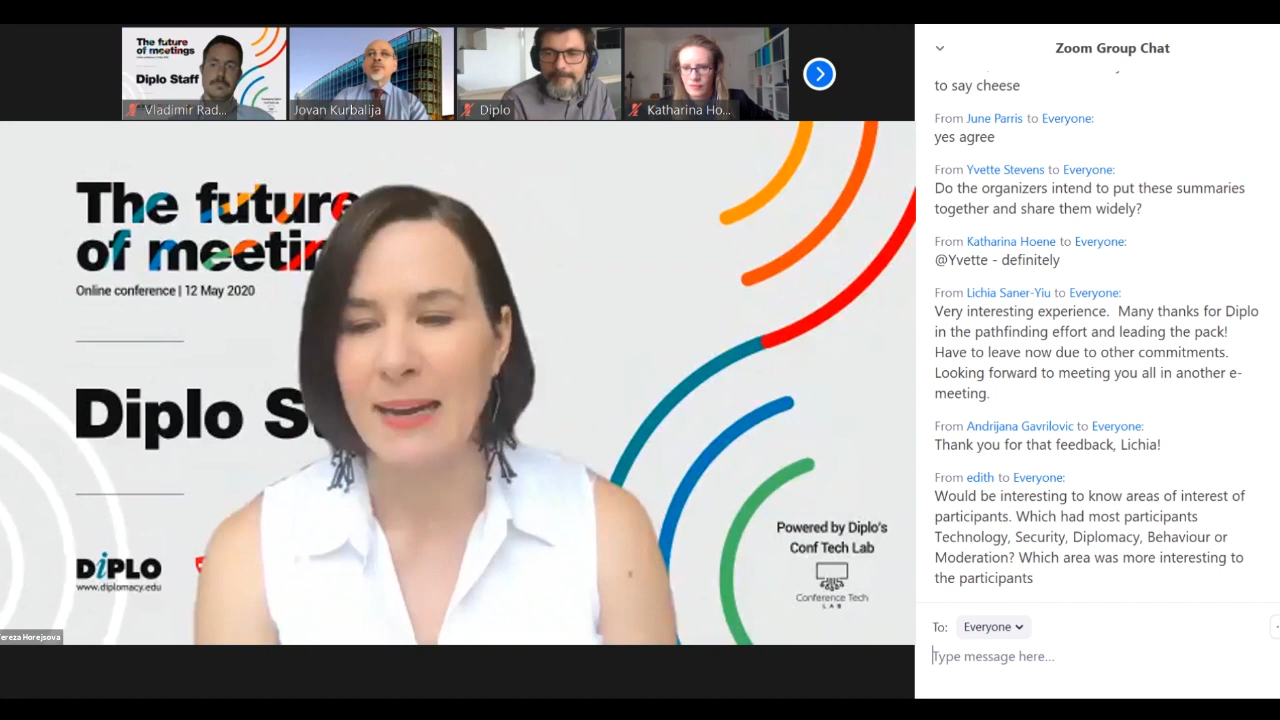 The future
of meetings
Diplo Staff
Vladimir Rad...
Jovan Kurbalija
Diplo
Katharina Ho...
The future
of meetin
Online conference | 12 May 2020
Diplo S
DiPLO
www.diplomacy.edu
Powered by Diplo's
Conf Tech Lab
Conference Tech
LAB
Tereza Horejsova
Zoom Group Chat
to say cheese
From June Parris to Everyone:
yes agree
From Yvette Stevens to Everyone:
Do the organizers intend to put these summaries
together and share them widely?
From Katharina Hoene to Everyone:
@Yvette - definitely
From Lichia Saner-Yiu to Everyone:
Very interesting experience. Many thanks for Diplo
in the pathfinding effort and leading the pack!
Have to leave now due to other commitments.
Looking forward to meeting you all in another e-
meeting.
From Andrijana Gavrilovic to Everyone:
Thank you for that feedback, Lichia!
From edith to Everyone:
Would be interesting to know areas of interest of
participants. Which had most participants
Technology, Security, Diplomacy, Behaviour or
Moderation? Which area was more interesting to
the participants
To: Everyone
Type message here...